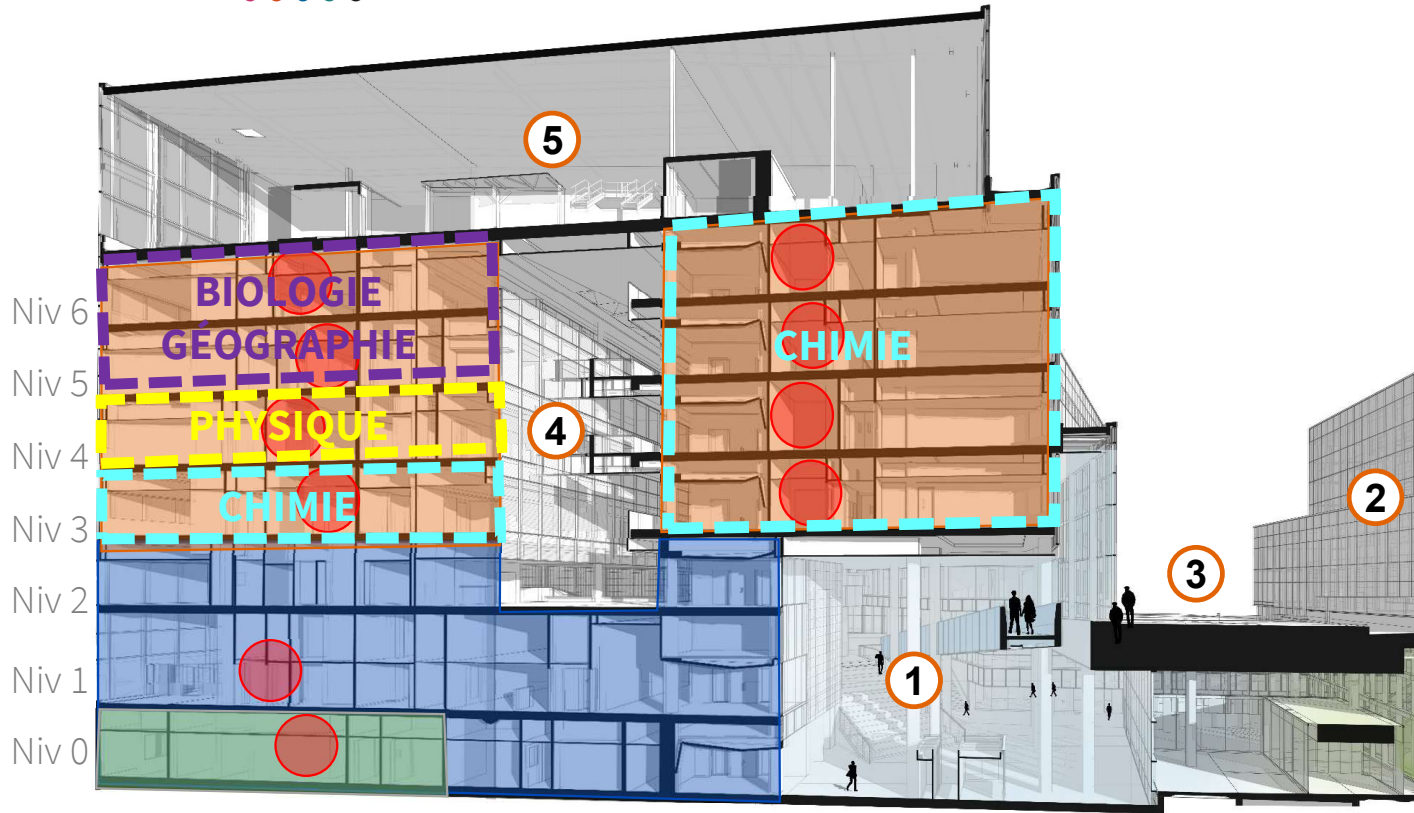 5
BIOLOGIE
GÉOGRAPHIE
CHIMIE
PHYSIQUE
4
CHIMIE
Niv 6
Niv 5
Niv 4
Niv 3
Niv 2
Niv 1
Niv 0
2
3
1